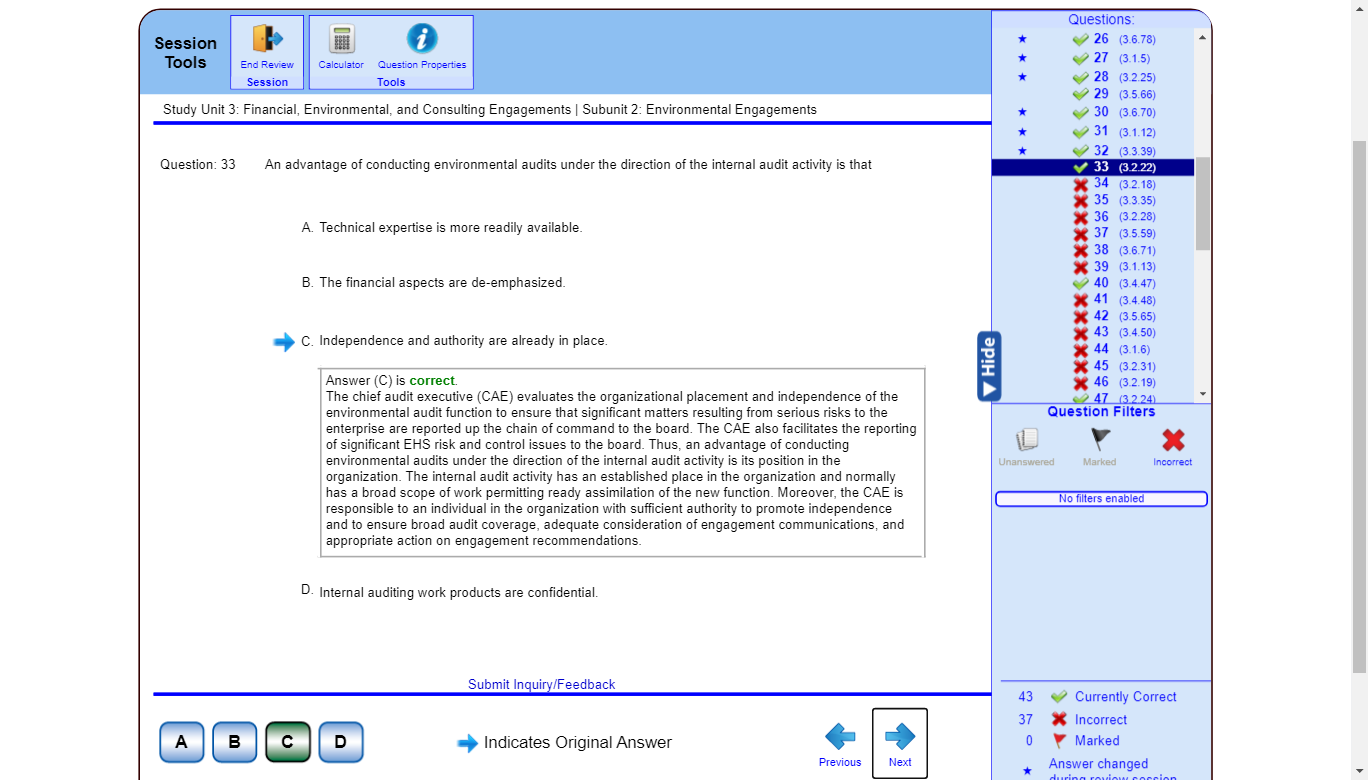 Session
Tools
End Review
Session
Calculator
Question Properties
Tools
Study Unit 3: Financial, Environmental, and Consulting Engagements | Subunit 2: Environmental Engagements
Question: 33
An advantage of conducting environmental audits under the direction of the internal audit activity is that
A. Technical expertise is more readily available.
B. The financial aspects are de-emphasized.
C. Independence and authority are already in place.
Answer (C) is correct.
The chief audit executive (CAE) evaluates the organizational placement and independence of the
environmental audit function to ensure that significant matters resulting from serious risks to the
enterprise are reported up the chain of command to the board. The CAE also facilitates the reporting
of significant EHS risk and control issues to the board. Thus, an advantage of conducting
environmental audits under the direction of the internal audit activity is its position in the
organization. The internal audit activity has an established place in the organization and normally
has a broad scope of work permitting ready assimilation of the new function. Moreover, the CAE is
responsible to an individual in the organization with sufficient authority to promote independence
and to ensure broad audit coverage, adequate consideration of engagement communications, and
appropriate action on engagement recommendations.
D. Internal auditing work products are confidential.
Submit Inquiry/Feedback
A
B
C
D
Indicates Original Answer
Previous
Next
Questions:
26 (3.6.78)
27 (3.1.5)
28 (3.2.25)
29 (3.5.66)
30 (3.6.70)
31 (3.1.12)
32 (3.3.39)
33 (3.2.22)
34 (3.2.18)
35 (3.3.35)
36 (3.2.28)
37 (3.5.59)
38 (3.6.71)
39 (3.1.13)
40 (3.4.47)
41 (3.4.48)
42 (3.5.65)
43 (3.4.50)
44 (3.1.6)
45 (3.2.31)
46 (3.2.19)
47 (3.2.24)
Hide
Question Filters
Unanswered
Marked
Incorrect
No filters enabled
43 Currently Correct
37 Incorrect
0 Marked
Answer changed
during review session